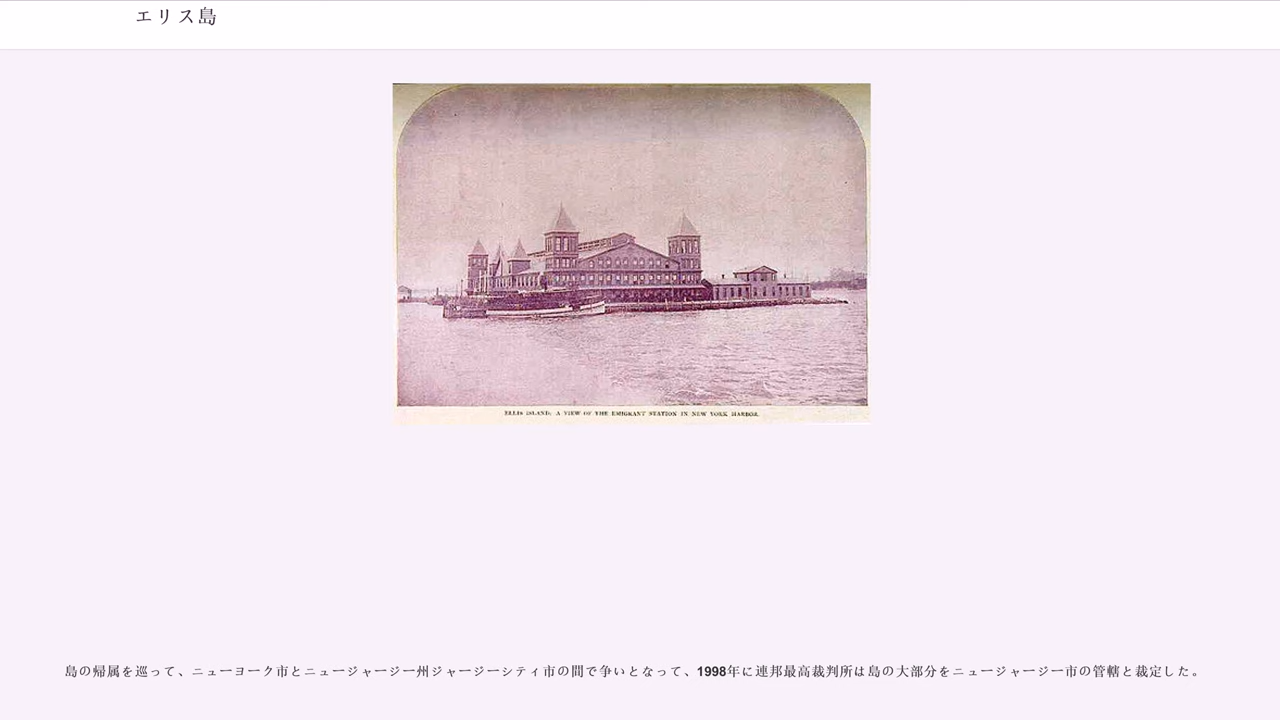 エリス島
ELLIS ISLAND: A VIEW OF THE EMIGRANT STATION IN NEW YORK HARBOR.
島の帰属を巡って、ニューヨーク市とニュージャージー州ジャージーシティ市の間で争いとなって、1998年に連邦最高裁判所は島の大部分をニュージャージー市の管轄と裁定した。